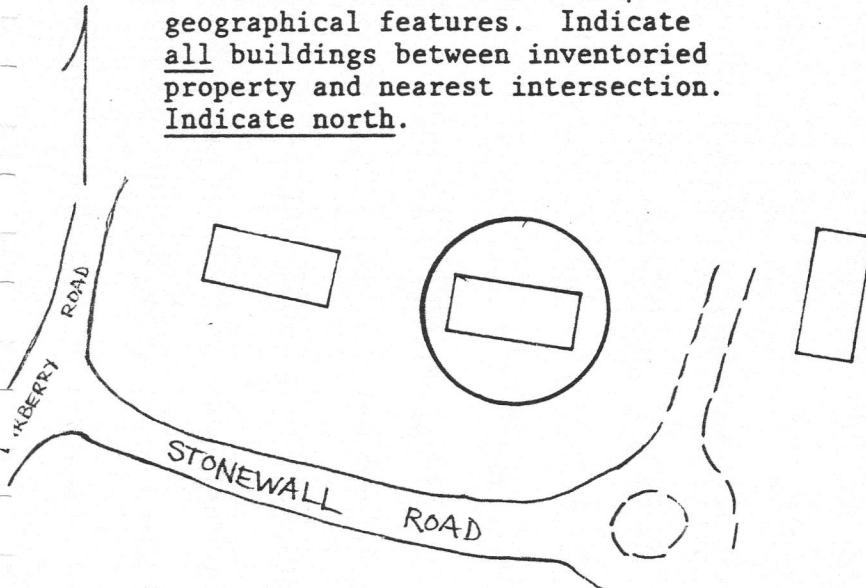 geographical features. Indicate
all buildings between inventoried
property and nearest intersection.
Indicate north.
ROAD
STONEWALL ROAD